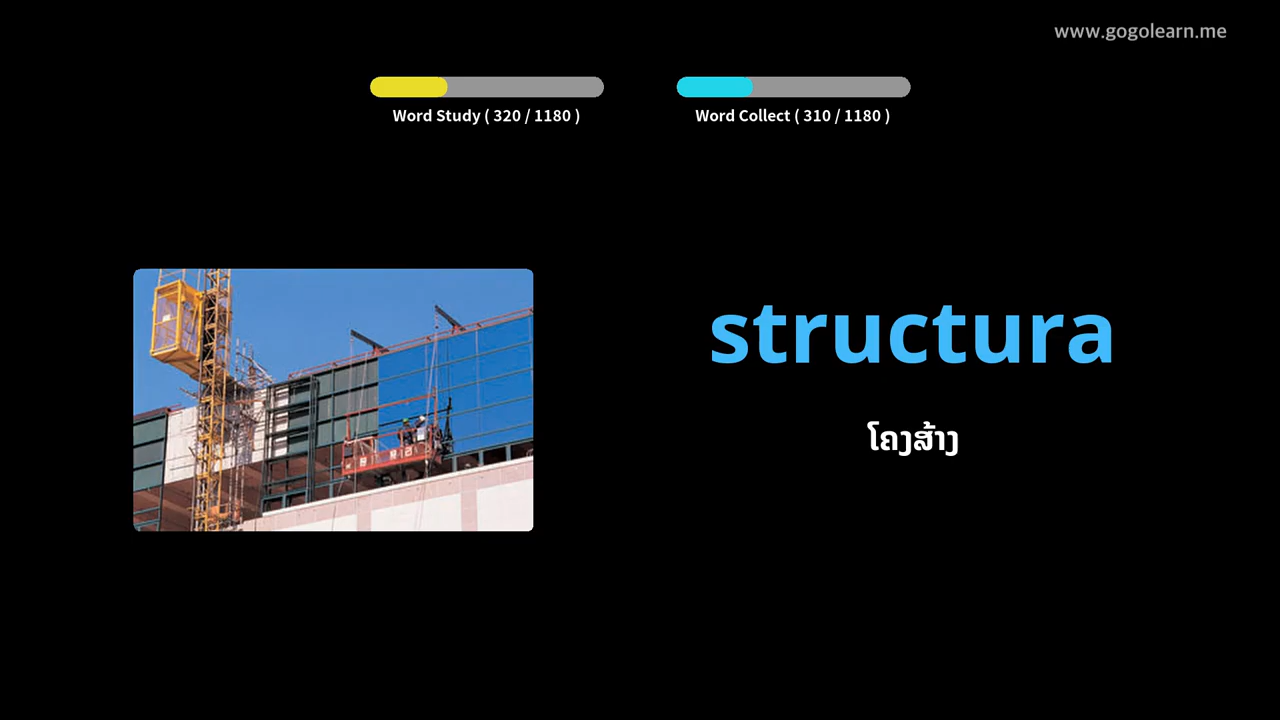 www.gogolearn.me
Word Study ( 320 / 1180 )
Word Collect ( 310 / 1180 )
structura
ໂຄງສ້າງ